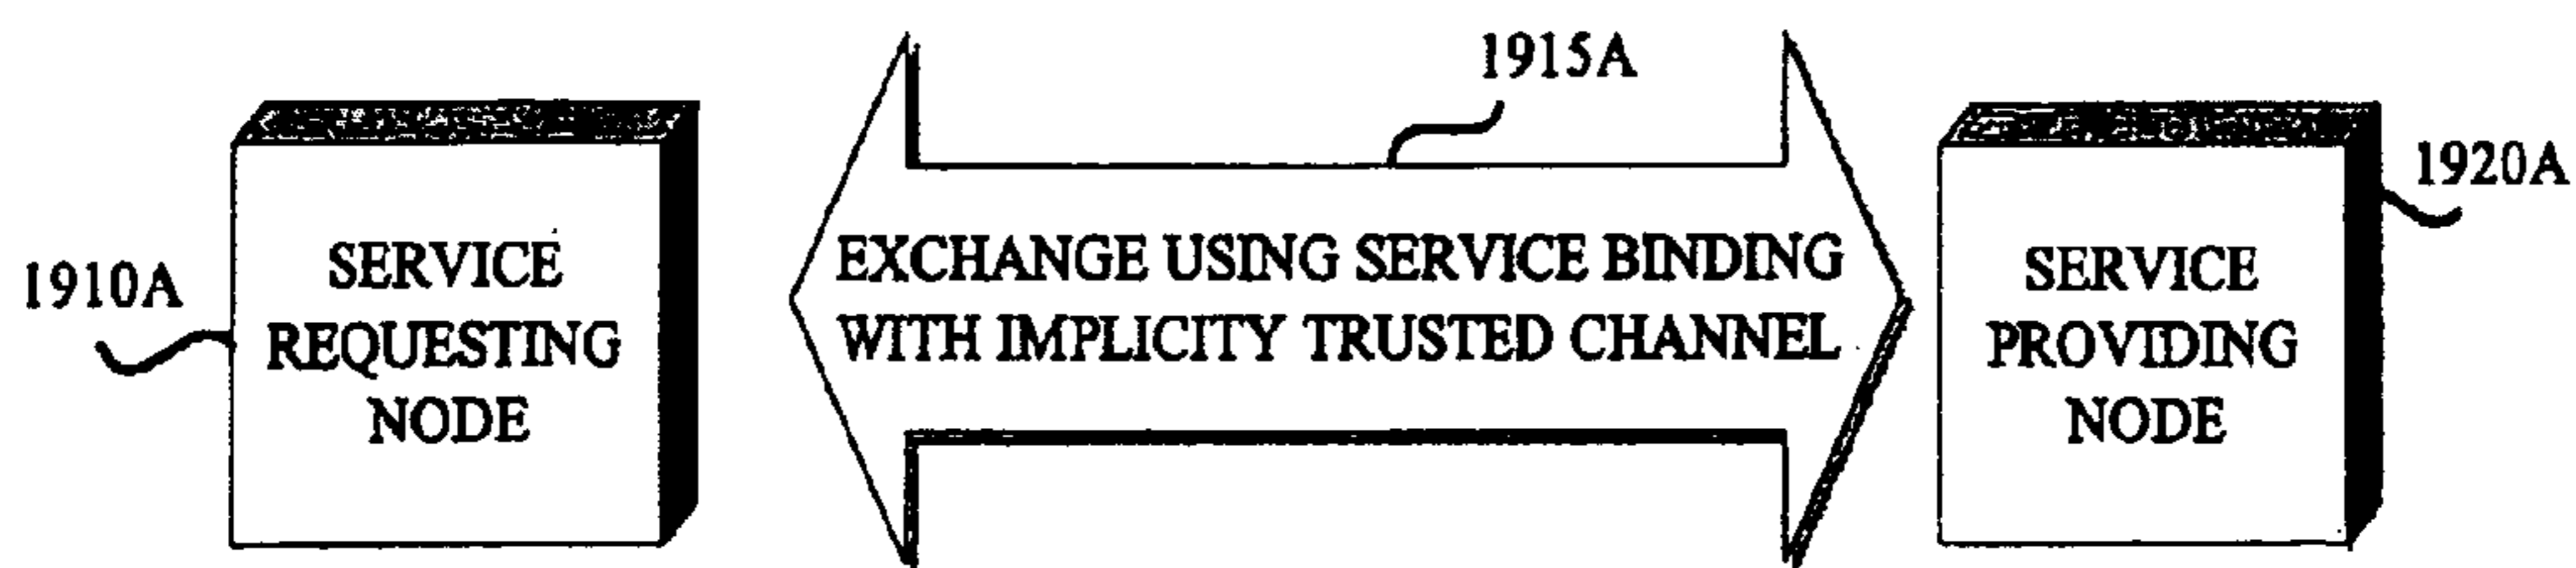 1915A
1920A
1910A
SERVICE
REQUESTING
NODE
EXCHANGE USING SERVICE BINDING
WITH IMPLICITY TRUSTED CHANNEL
SERVICE
PROVIDING
NODE